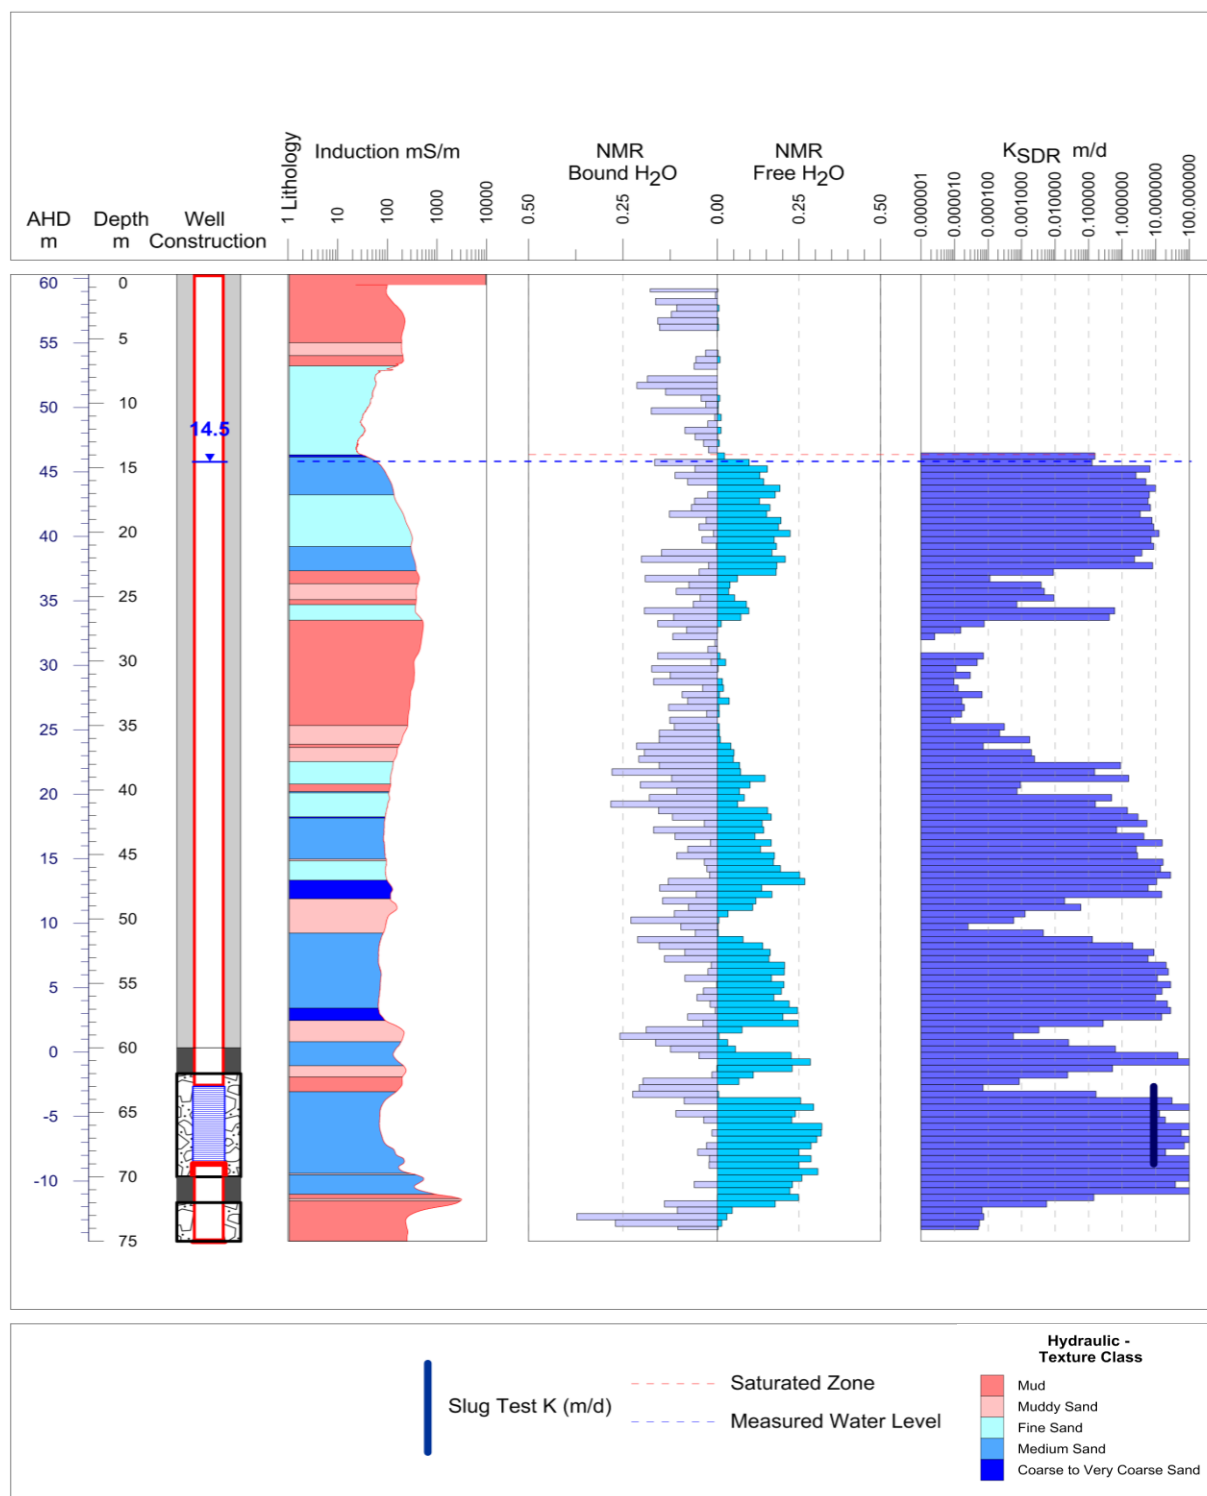 AHD
m
Depth
m
Well
Construction
Lithology
Induction mS/m
1
10
100
1000
10000
NMR
Bound H2O
NMR
Free H2O
0.50
0.25
0.00
0.25
0.50
KSDR m/d
0.000001
0.000010
0.000100
0.001000
0.010000
0.100000
1.000000
10.000000
100.000000
60
55
50
45
40
35
30
25
20
15
10
5
0
-5
-10
0
5
10
15
20
25
30
35
40
45
50
55
60
65
70
75
14.5
Slug Test K (m/d)
Saturated Zone
Measured Water Level
Hydraulic -
Texture Class
Mud
Muddy Sand
Fine Sand
Medium Sand
Coarse to Very Coarse Sand